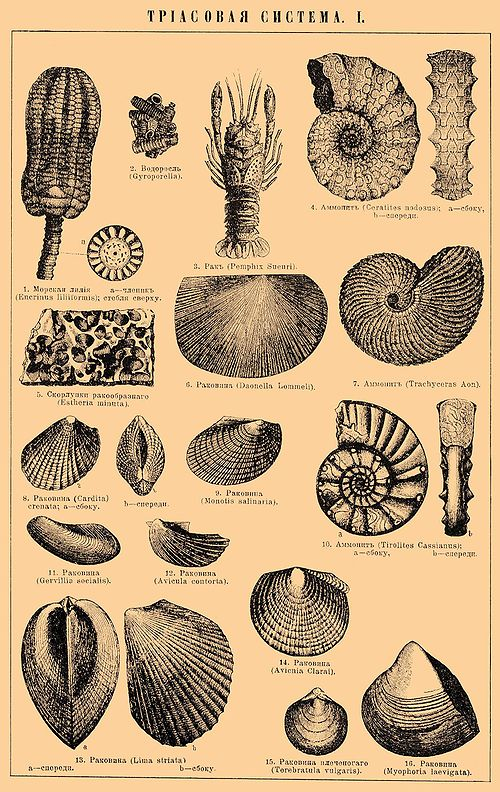 ТРІАСОВАЯ СИСТЕМА. I.
2. Водоросль
(Gyroporella).
4. Аммонитъ (Ceratites nodosus); а—сбоку,
b—спереди.
3. Ракъ (Pemphix Sueuri).
a
1. Морская лилія а—членикъ
(Encrinus liliiformis); стебля сверху.
6. Раковина (Daonella Lommeli).
7. Аммонитъ (Trachyceras Aon).
5. Скорлупки ракообразнаго
(Estheria minuta).
8. Раковина (Cardita)
crenata; а—сбоку.
b—спереди.
9. Раковина
(Monotis salinaria).
a
b
10. Аммонитъ (Tirolites Cassianus);
а—сбоку, b—спереди.
11. Раковина
(Gervillia socialis).
12. Раковина
(Avicula contorta).
14. Раковина
(Avicula Clarai).
a
b
13. Раковина (Lima striata)
а—спереди. b—сбоку.
15. Раковина плеченогаго
(Terebratula vulgaris).
16. Раковина
(Myophoria laevigata).